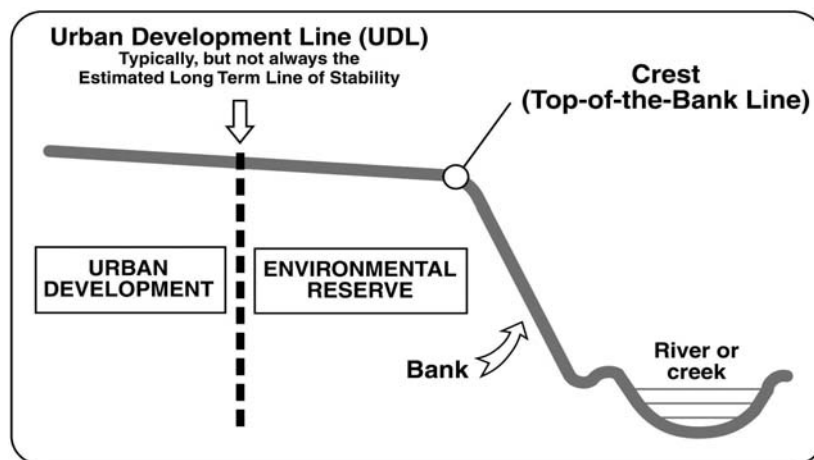 Urban Development Line (UDL)
Typically, but not always the
Estimated Long Term Line of Stability
Crest
(Top-of-the-Bank Line)
URBAN
DEVELOPMENT
ENVIRONMENTAL
RESERVE
Bank
River or
creek